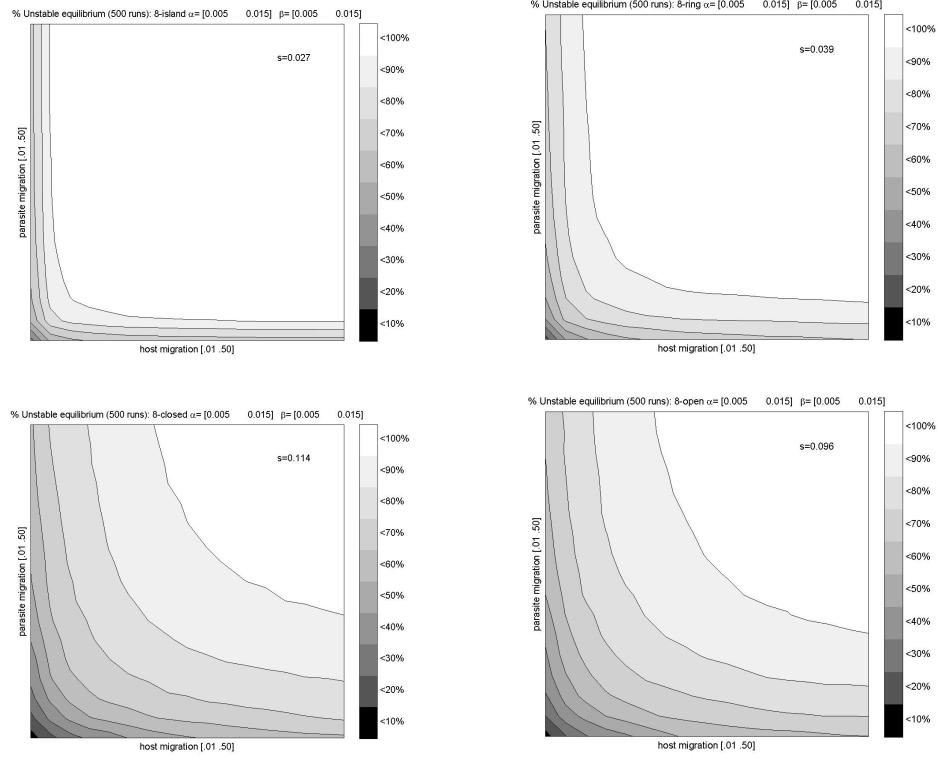 % Unstable equilibrium (500 runs): 8-island α= [0.005 0.015] β= [0.005 0.015]
s=0.027
parasite migration [.01 .50]
host migration [.01 .50]
<100%
<90%
<80%
<70%
<60%
<50%
<40%
<30%
<20%
<10%
% Unstable equilibrium (500 runs): 8-ring α= [0.005 0.015] β= [0.005 0.015]
s=0.039
parasite migration [.01 .50]
host migration [.01 .50]
<100%
<90%
<80%
<70%
<60%
<50%
<40%
<30%
<20%
<10%
% Unstable equilibrium (500 runs): 8-closed α= [0.005 0.015] β= [0.005 0.015]
s=0.114
parasite migration [.01 .50]
host migration [.01 .50]
<100%
<90%
<80%
<70%
<60%
<50%
<40%
<30%
<20%
<10%
% Unstable equilibrium (500 runs): 8-open α= [0.005 0.015] β= [0.005 0.015]
s=0.096
parasite migration [.01 .50]
host migration [.01 .50]
<100%
<90%
<80%
<70%
<60%
<50%
<40%
<30%
<20%
<10%